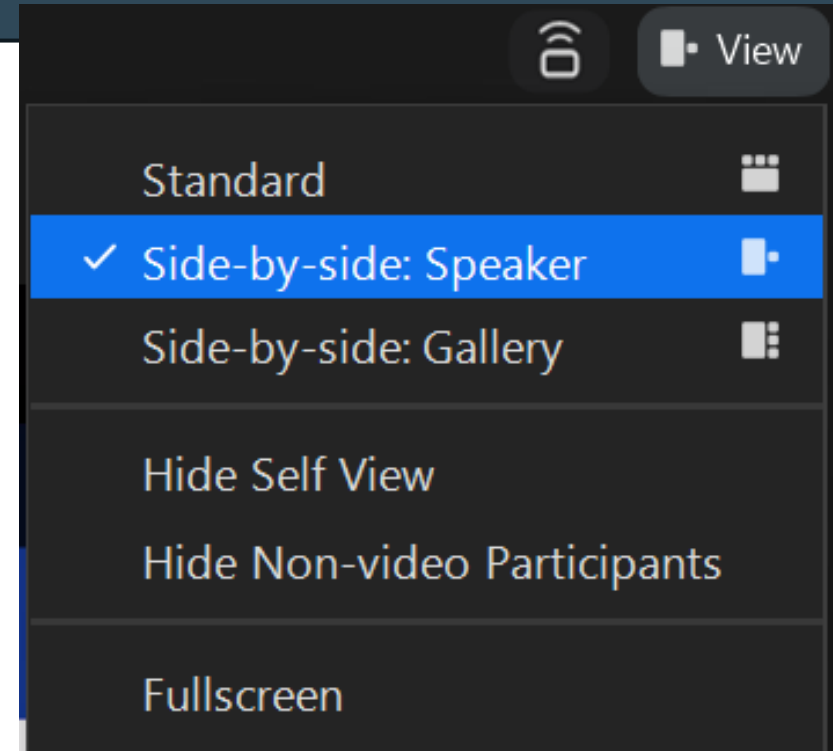 View
Standard
Side-by-side: Speaker
Side-by-side: Gallery
Hide Self View
Hide Non-video Participants
Fullscreen